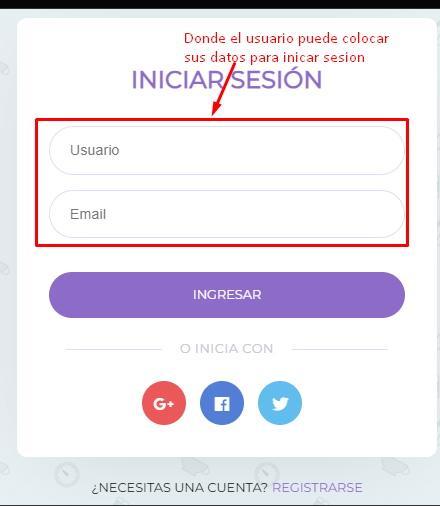 Donde el usuario puede colocar
sus datos para inicar sesion
INICIAR SESIÓN
Usuario
Email
INGRESAR
O INICIA CON
G+
¿NECESITAS UNA CUENTA? REGISTRARSE